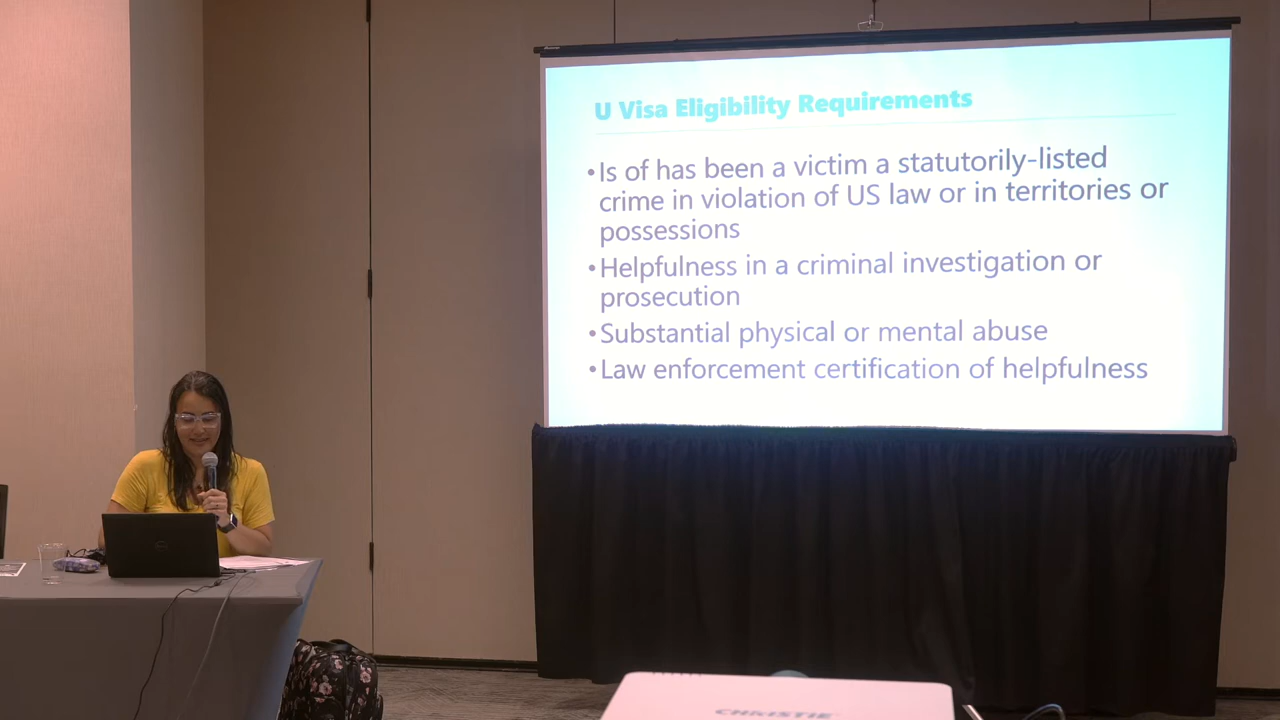 U Visa Eligibility Requirements
•Is of has been a victim a statutorily-listed
crime in violation of US law or in territories or
possessions
•Helpfulness in a criminal investigation or
prosecution
•Substantial physical or mental abuse
•Law enforcement certification of helpfulness
CHRISTIE